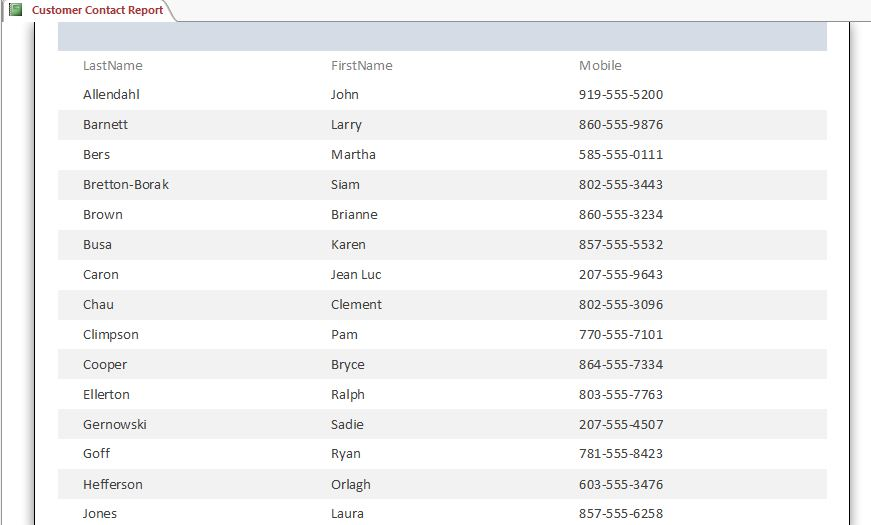 Customer Contact Report
LastName FirstName Mobile
Allendahl John 919-555-5200
Barnett Larry 860-555-9876
Bers Martha 585-555-0111
Bretton-Borak Siam 802-555-3443
Brown Brianne 860-555-3234
Busa Karen 857-555-5532
Caron Jean Luc 207-555-9643
Chau Clement 802-555-3096
Climpson Pam 770-555-7101
Cooper Bryce 864-555-7334
Ellerton Ralph 803-555-7763
Gernowski Sadie 207-555-4507
Goff Ryan 781-555-8423
Hefferson Orlagh 603-555-3476
Jones Laura 857-555-6258